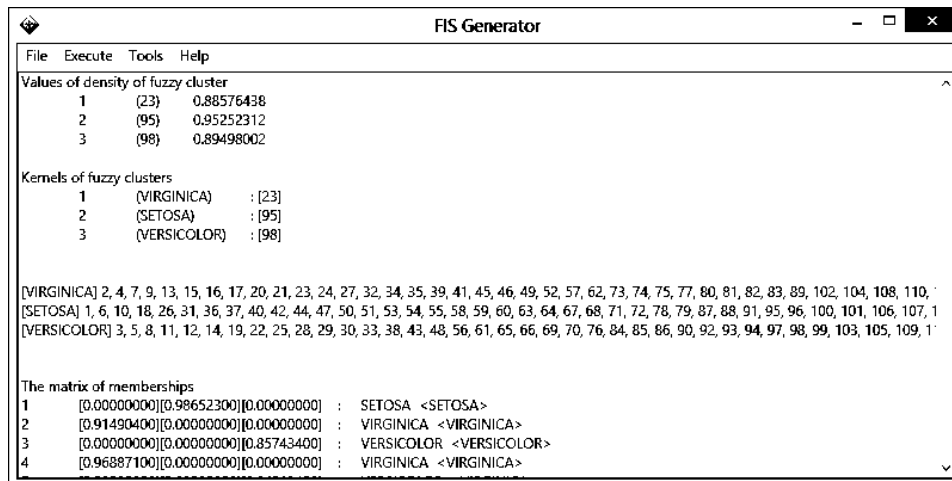 FIS Generator
File Execute Tools Help
Values of density of fuzzy cluster
1 (23) 0.88576438
2 (95) 0.95252312
3 (98) 0.89498002
Kernels of fuzzy clusters
1 (VIRGINICA) : [23]
2 (SETOSA) : [95]
3 (VERSICOLOR) : [98]
[VIRGINICA] 2, 4, 7, 9, 13, 15, 16, 17, 20, 21, 23, 24, 27, 32, 34, 35, 39, 41, 45, 46, 49, 52, 57, 62, 73, 74, 75, 77, 80, 81, 82, 83, 89, 102, 104, 108, 110,
[SETOSA] 1, 6, 10, 18, 26, 31, 36, 37, 40, 42, 44, 47, 50, 51, 53, 54, 55, 58, 59, 60, 63, 64, 67, 68, 71, 72, 78, 79, 87, 88, 91, 95, 96, 100, 101, 106, 107, 1
[VERSICOLOR] 3, 5, 8, 11, 12, 14, 19, 22, 25, 28, 29, 30, 33, 38, 43, 48, 56, 61, 65, 66, 69, 70, 76, 84, 85, 86, 90, 92, 93, 94, 97, 98, 99, 103, 105, 109, 1
The matrix of memberships
1 [0.00000000][0.98652300][0.00000000] : SETOSA <SETOSA>
2 [0.91490400][0.00000000][0.00000000] : VIRGINICA <VIRGINICA>
3 [0.00000000][0.00000000][0.85743400] : VERSICOLOR <VERSICOLOR>
4 [0.96887100][0.00000000][0.00000000] : VIRGINICA <VIRGINICA>